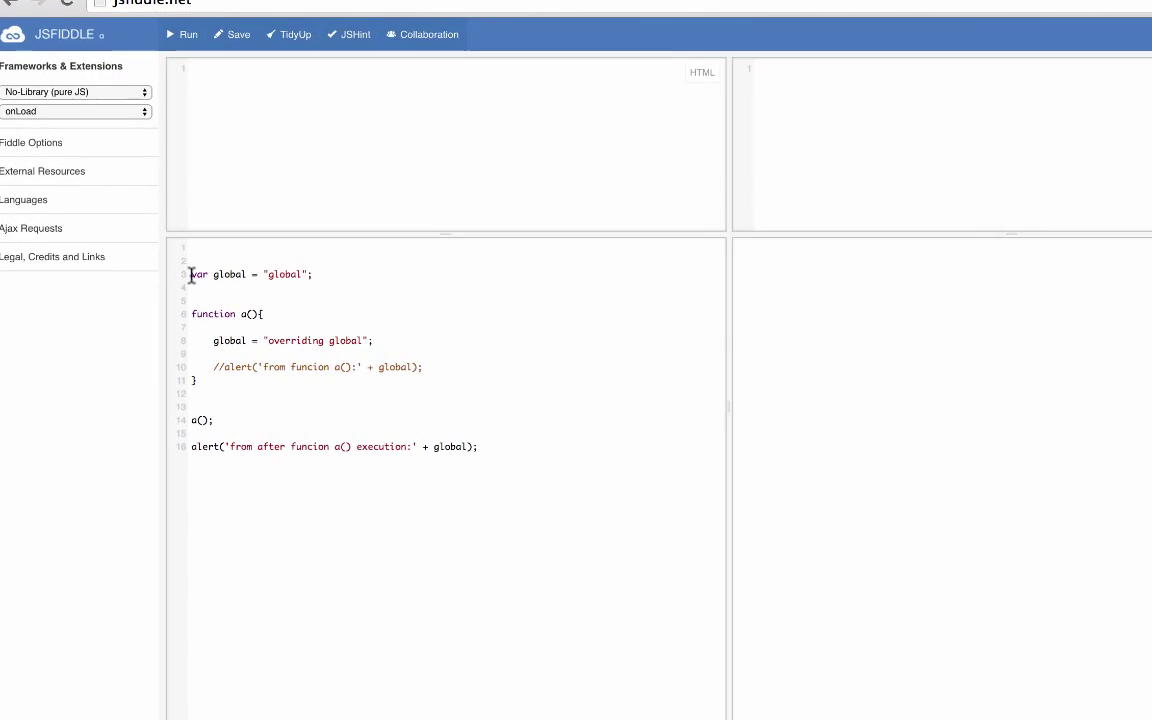 jsfiddle.net
JSFIDDLE α
Run Save TidyUp JSHint Collaboration
Frameworks & Extensions
No-Library (pure JS)
onLoad
Fiddle Options
External Resources
Languages
Ajax Requests
Legal, Credits and Links
1
HTML
1
1
2
3 var global = "global";
4
5
6 function a(){
7
8 global = "overriding global";
9
10 //alert('from funcion a():' + global);
11 }
12
13
14 a();
15
16 alert('from after funcion a() execution:' + global);